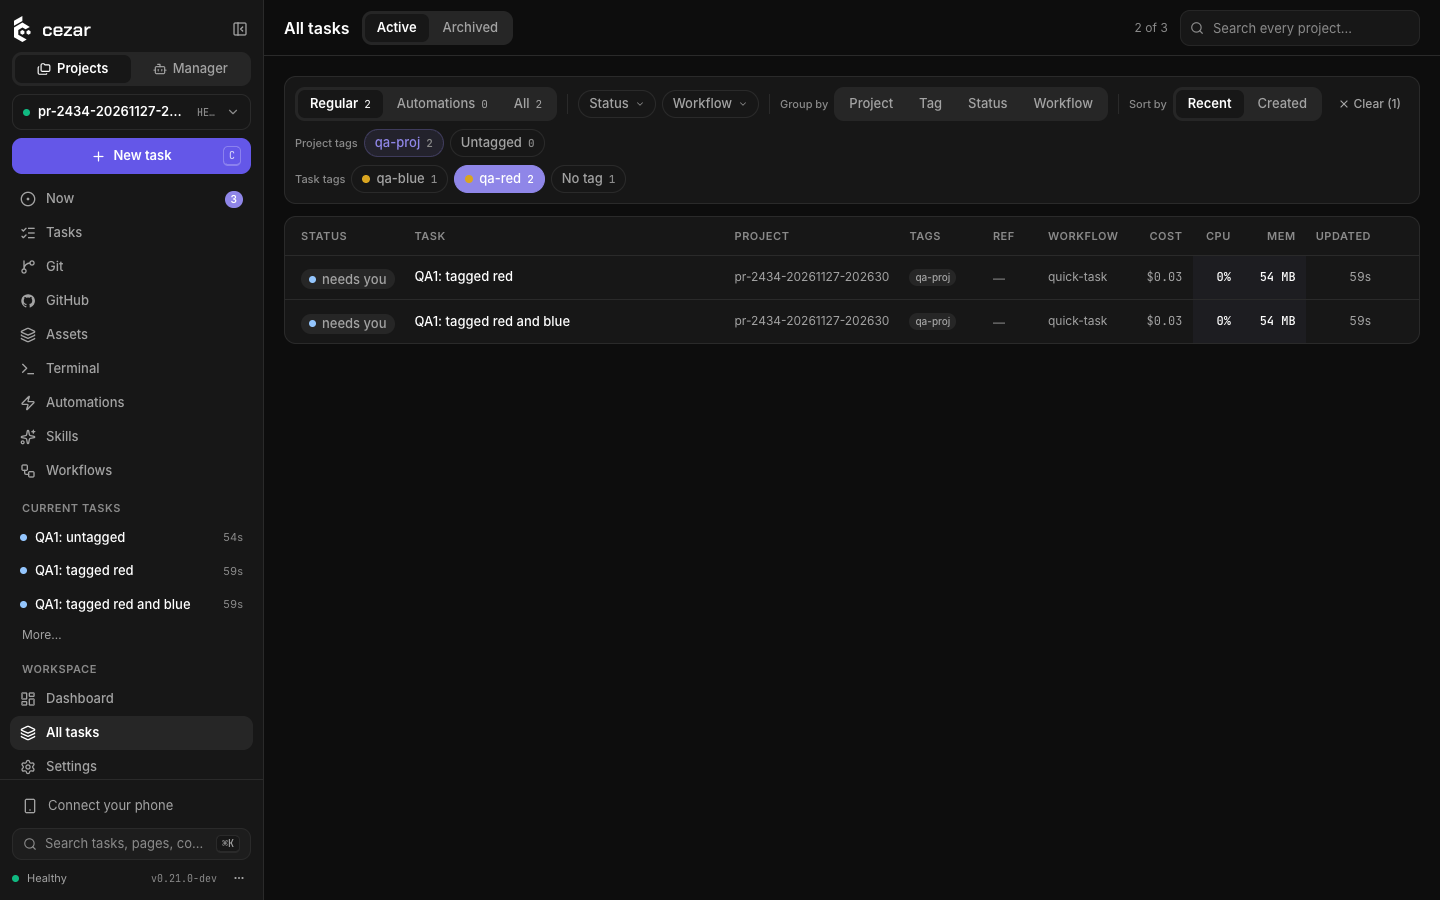 cezar
Projects Manager
pr-2434-20261127-2... HE...
New task C
Now 3
Tasks
Git
GitHub
Assets
Terminal
Automations
Skills
Workflows
CURRENT TASKS
QA1: untagged 54s
QA1: tagged red 59s
QA1: tagged red and blue 59s
More...
WORKSPACE
Dashboard
All tasks
Settings
Connect your phone
Search tasks, pages, co... ⌘K
Healthy v0.21.0-dev ...
All tasks Active Archived 2 of 3 Search every project...
Regular 2 Automations 0 All 2 Status Workflow Group by Project Tag Status Workflow Sort by Recent Created × Clear (1)
Project tags qa-proj 2 Untagged 0
Task tags qa-blue 1 qa-red 2 No tag 1
STATUS TASK PROJECT TAGS REF WORKFLOW COST CPU MEM UPDATED
needs you QA1: tagged red pr-2434-20261127-202630 qa-proj — quick-task $0.03 0% 54 MB 59s
needs you QA1: tagged red and blue pr-2434-20261127-202630 qa-proj — quick-task $0.03 0% 54 MB 59s